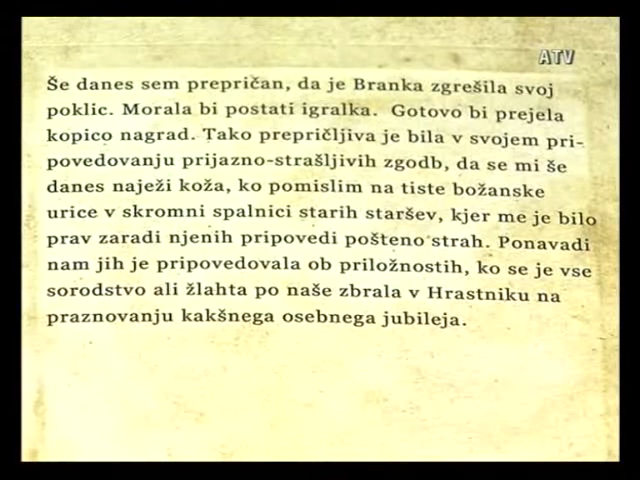 ATV
Še danes sem prepričan, da je Branka zgrešila svoj
poklic. Morala bi postati igralka.  Gotovo bi prejela
kopico nagrad. Tako prepričljiva je bila v svojem pri-
povedovanju prijazno-strašljivih zgodb, da se mi še
danes naježi koža, ko pomislim na tiste božanske
urice v skromni spalnici starih staršev, kjer me je bilo
prav zaradi njenih pripovedi pošteno strah. Ponavadi
nam jih je pripovedovala ob priložnostih, ko se je vse
sorodstvo ali žlahta po naše zbrala v Hrastniku na
praznovanju kakšnega osebnega jubileja.